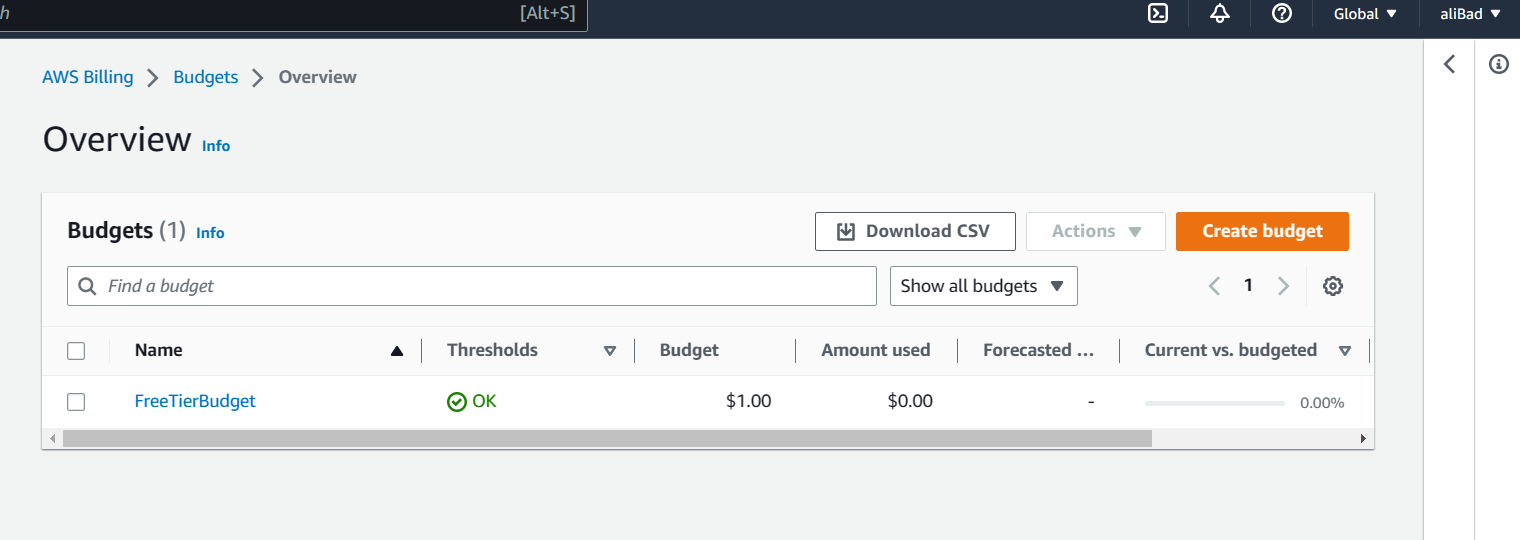 h [Alt+S] Global aliBad
AWS Billing Budgets Overview
Overview Info
Budgets (1) Info Download CSV Actions Create budget
Find a budget Show all budgets 1
Name Thresholds Budget Amount used Forecasted ... Current vs. budgeted
FreeTierBudget OK $1.00 $0.00 - 0.00%